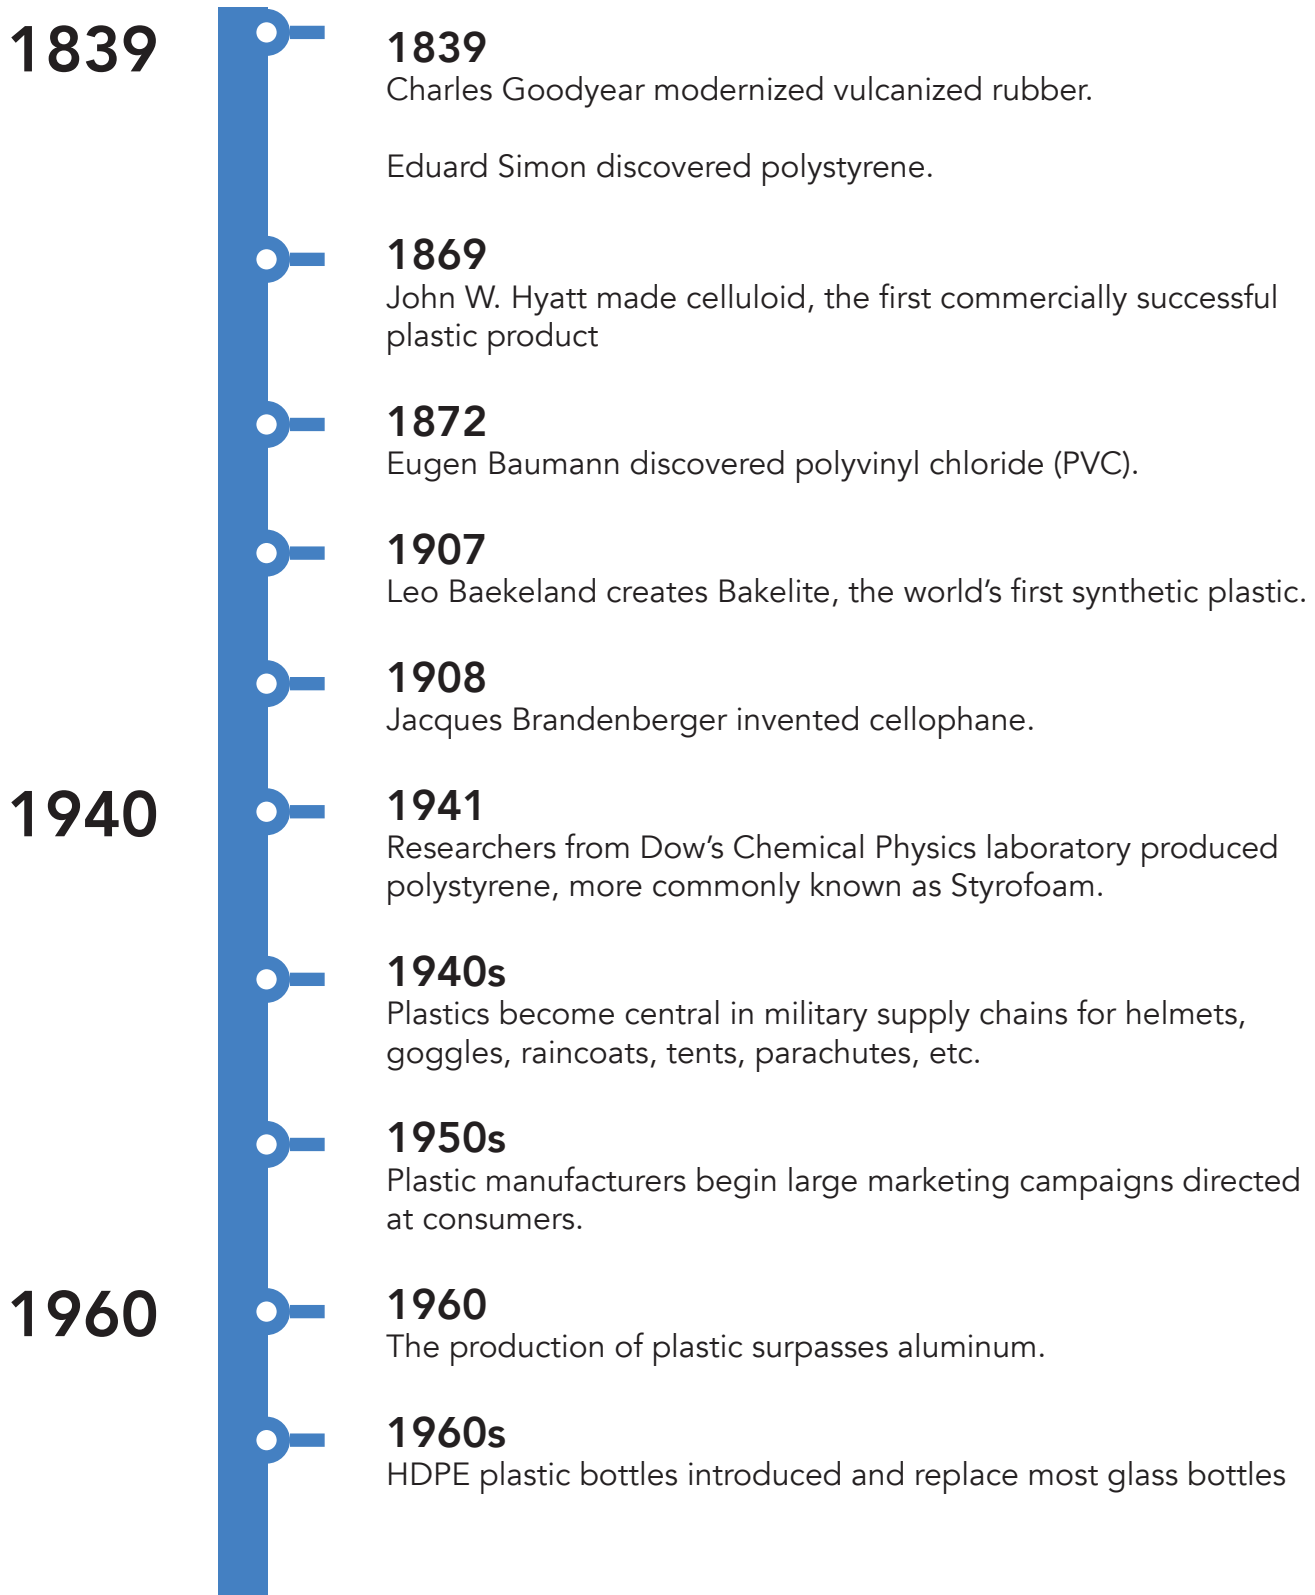 1839
1839
Charles Goodyear modernized vulcanized rubber.
Eduard Simon discovered polystyrene.
1869
John W. Hyatt made celluloid, the first commercially successful
plastic product
1872
Eugen Baumann discovered polyvinyl chloride (PVC).
1907
Leo Baekeland creates Bakelite, the world’s first synthetic plastic.
1908
Jacques Brandenberger invented cellophane.
1940
1941
Researchers from Dow’s Chemical Physics laboratory produced
polystyrene, more commonly known as Styrofoam.
1940s
Plastics become central in military supply chains for helmets,
goggles, raincoats, tents, parachutes, etc.
1950s
Plastic manufacturers begin large marketing campaigns directed
at consumers.
1960
1960
The production of plastic surpasses aluminum.
1960s
HDPE plastic bottles introduced and replace most glass bottles